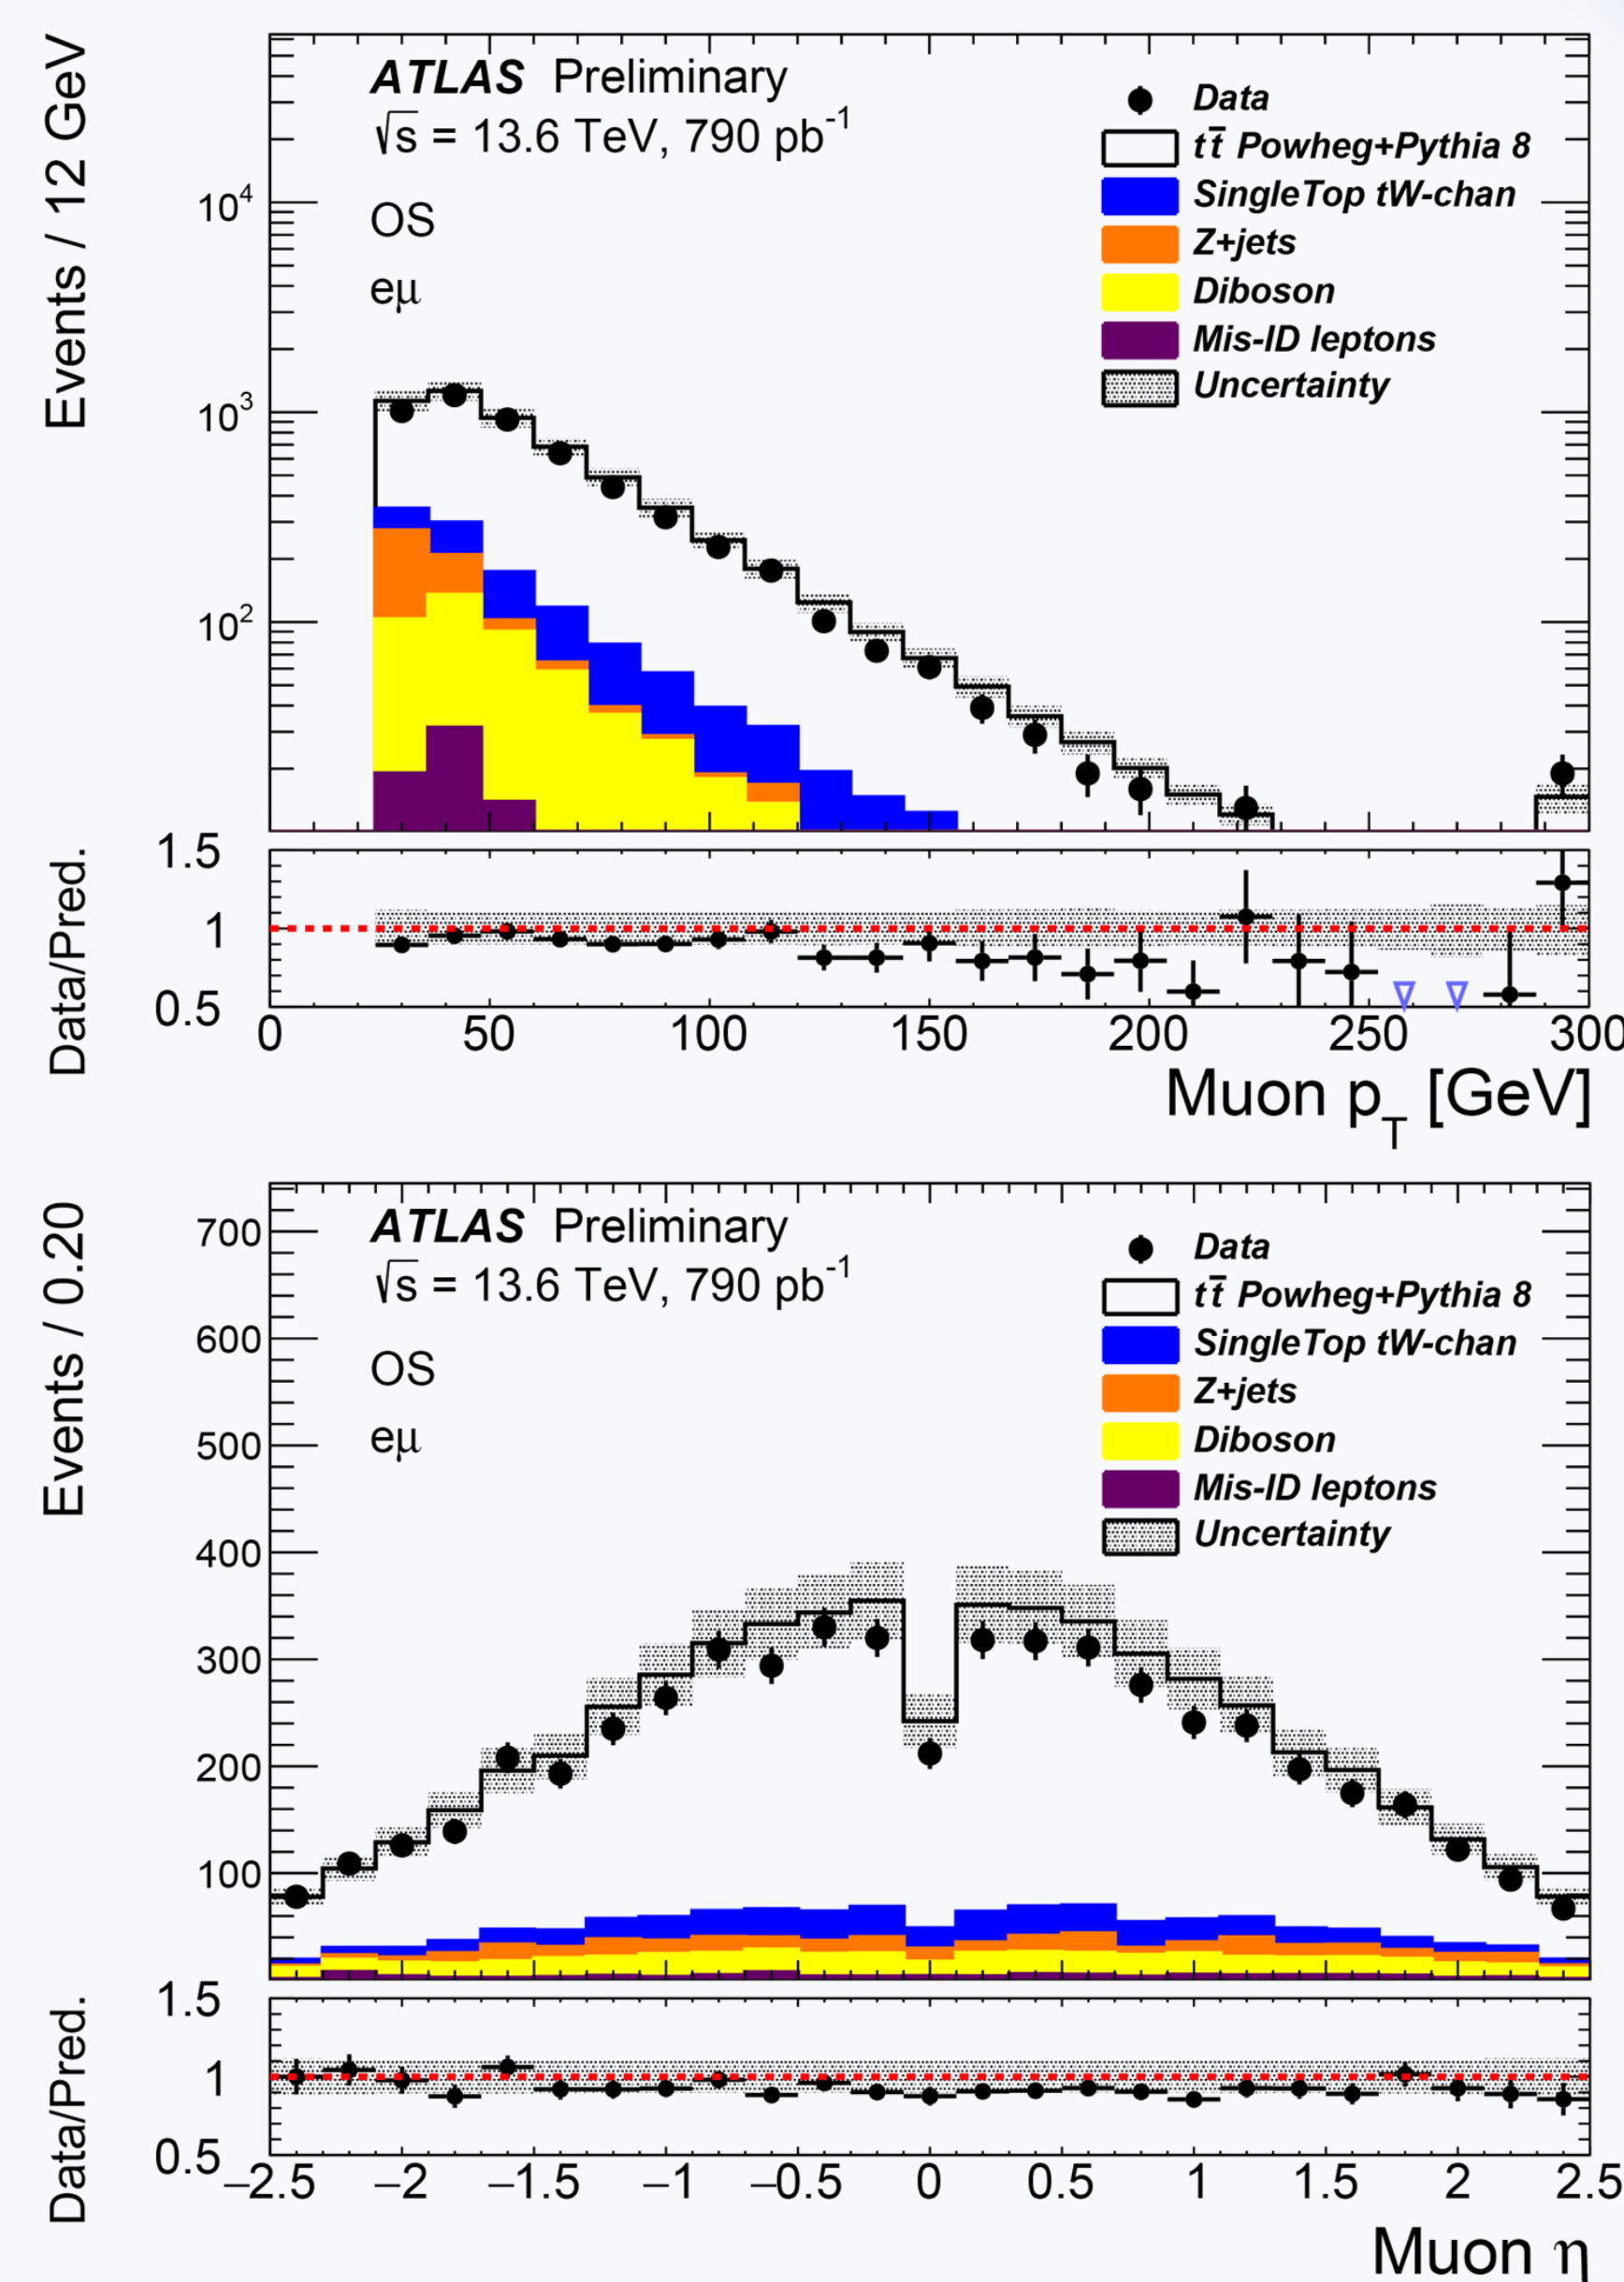 Events / 12 GeV
ATLAS Preliminary
√s = 13.6 TeV, 790 pb⁻¹
OS
eμ
Data
tt̄ Powheg+Pythia 8
SingleTop tW-chan
Z+jets
Diboson
Mis-ID leptons
Uncertainty
10⁴
10³
10²
Data/Pred.
1.5
1
0.5
0 50 100 150 200 250 300
Muon p_T [GeV]
Events / 0.20
ATLAS Preliminary
√s = 13.6 TeV, 790 pb⁻¹
OS
eμ
Data
tt̄ Powheg+Pythia 8
SingleTop tW-chan
Z+jets
Diboson
Mis-ID leptons
Uncertainty
700
600
500
400
300
200
100
Data/Pred.
1.5
1
0.5
−2.5 −2 −1.5 −1 −0.5 0 0.5 1 1.5 2 2.5
Muon η